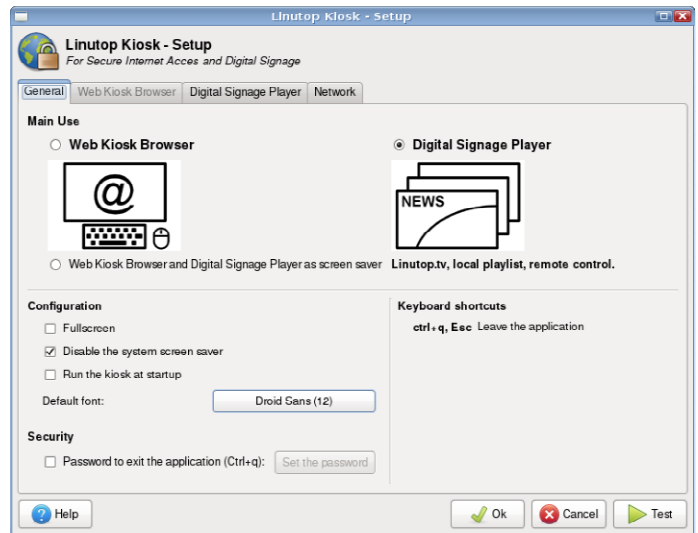 Linutop Kiosk - Setup
Linutop Kiosk - Setup
For Secure Internet Acces and Digital Signage
General Web Kiosk Browser Digital Signage Player Network
Main Use
Web Kiosk Browser
Digital Signage Player
@
NEWS
Web Kiosk Browser and Digital Signage Player as screen saver
Linutop.tv, local playlist, remote control.
Configuration
Fullscreen
Disable the system screen saver
Run the kiosk at startup
Default font: Droid Sans (12)
Keyboard shortcuts
ctrl+q, Esc Leave the application
Security
Password to exit the application (Ctrl+q): Set the password
Help Ok Cancel Test